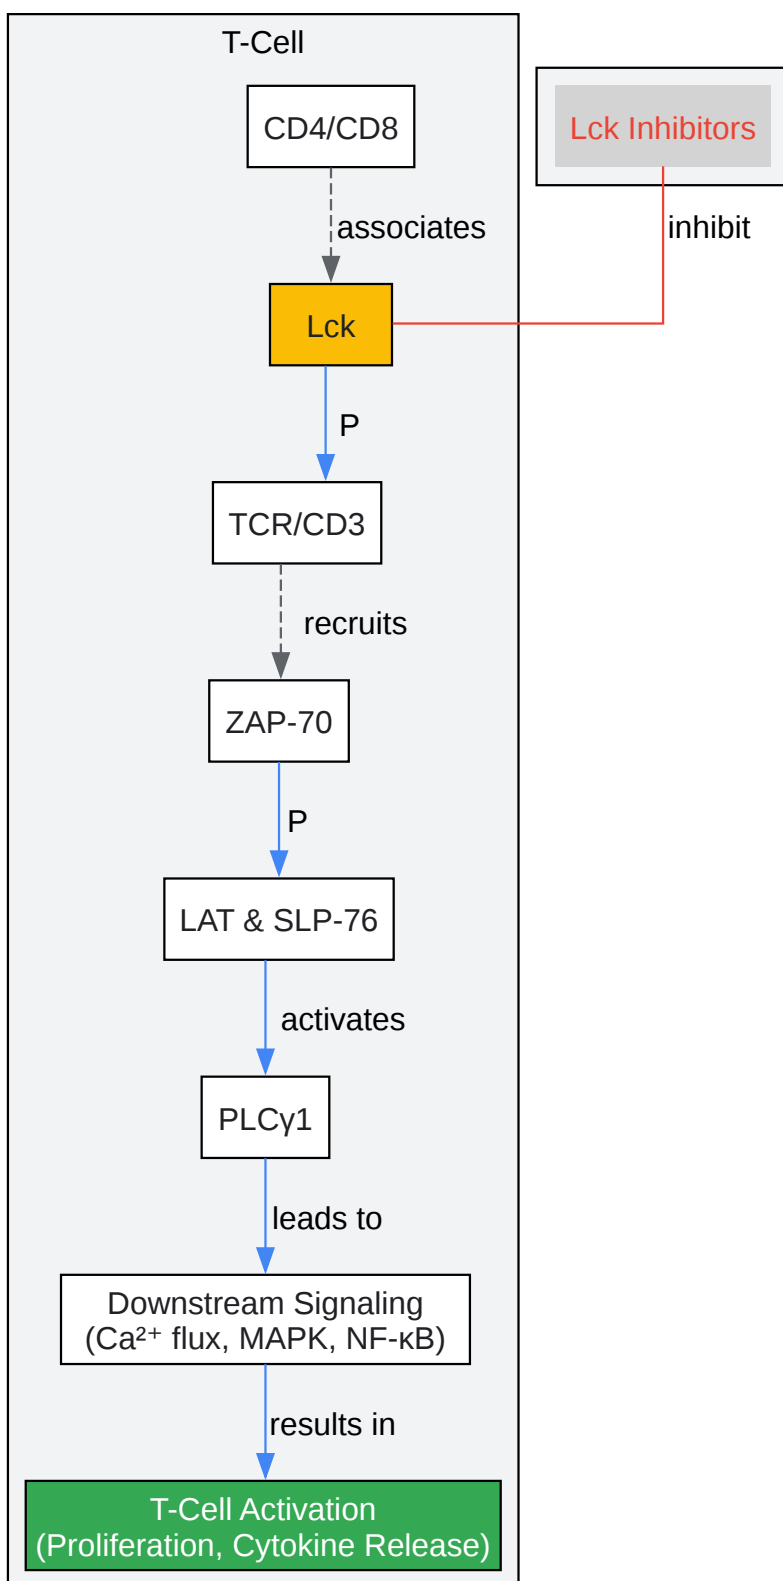 T-Cell
CD4/CD8
Lck Inhibitors
associates
inhibit
Lck
P
TCR/CD3
recruits
ZAP-70
P
LAT & SLP-76
activates
PLCγ1
leads to
Downstream Signaling
(Ca²⁺ flux, MAPK, NF-κB)
results in
T-Cell Activation
(Proliferation, Cytokine Release)